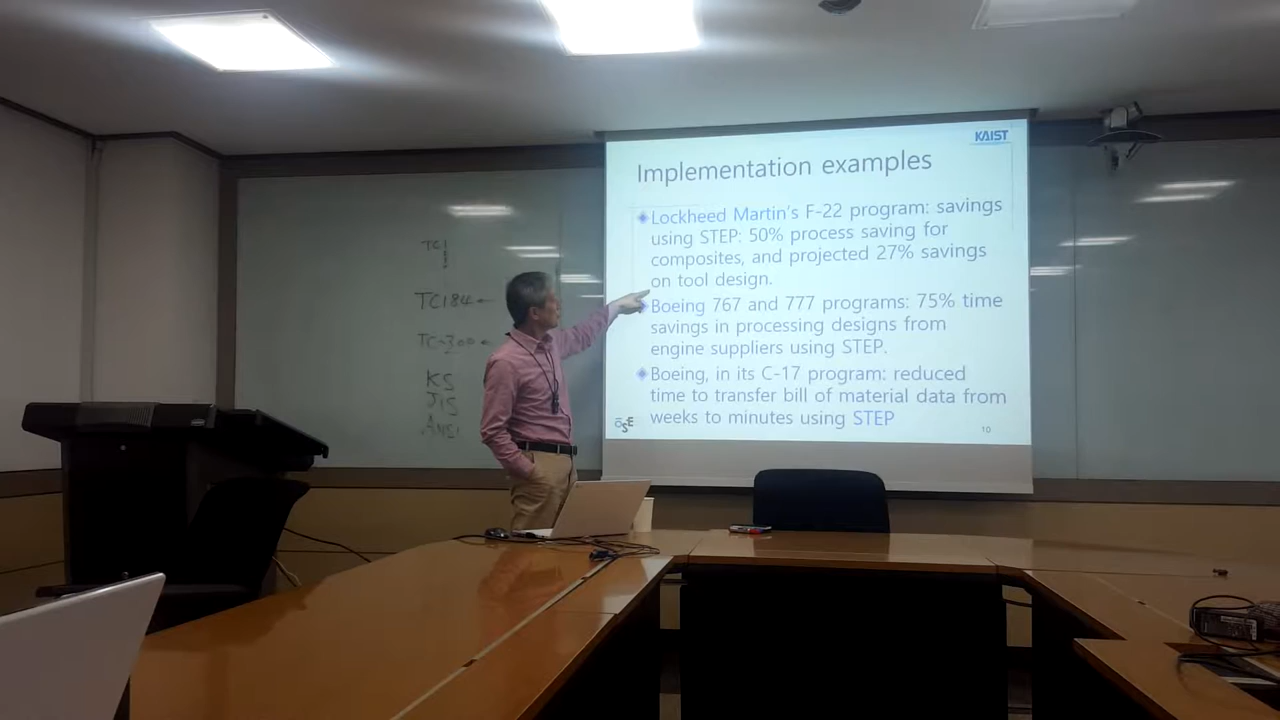 KAIST
Implementation examples
Lockheed Martin's F-22 program: savings
using STEP: 50% process saving for
composites, and projected 27% savings
on tool design.
Boeing 767 and 777 programs: 75% time
savings in processing designs from
engine suppliers using STEP.
Boeing, in its C-17 program: reduced
time to transfer bill of material data from
weeks to minutes using STEP
10
TC1
TC184 ←
TC-300 ←
KS
JIS
ANSI